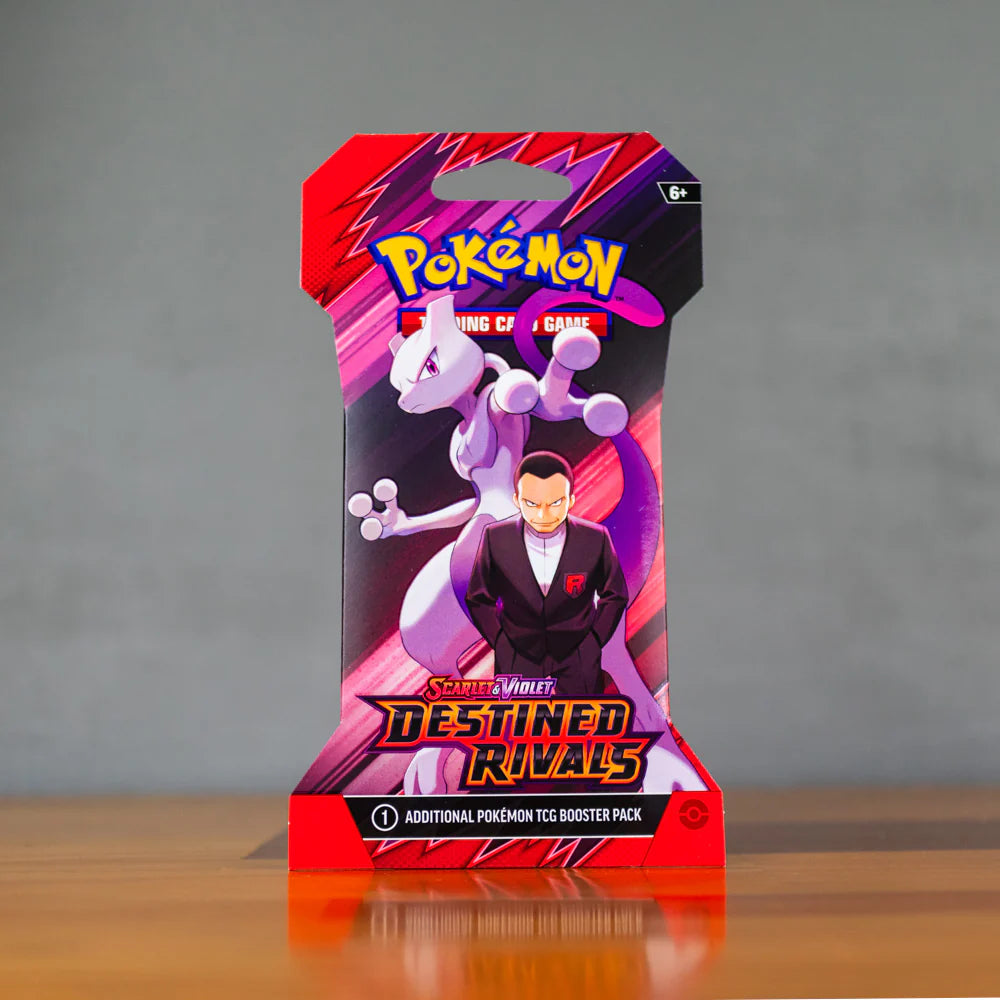 6+
POKéMON
TRADING CARD GAME
R
SCARLET & VIOLET
DESTINED
RIVALS
1 ADDITIONAL POKÉMON TCG BOOSTER PACK